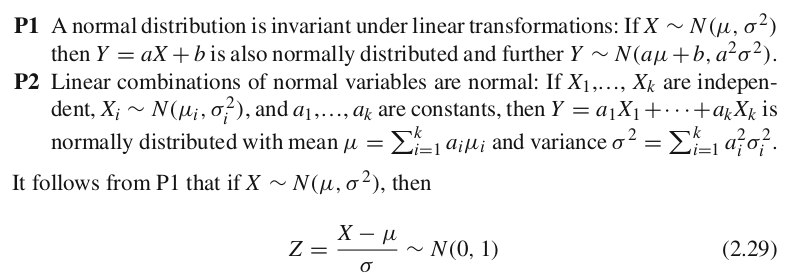 P1 A normal distribution is invariant under linear transformations: If X ∼ N(μ, σ²)
then Y = aX + b is also normally distributed and further Y ∼ N(aμ + b, a²σ²).
P2 Linear combinations of normal variables are normal: If X₁,..., Xₖ are indepen-
dent, Xᵢ ∼ N(μᵢ, σᵢ²), and a₁,..., aₖ are constants, then Y = a₁X₁ + ··· + aₖXₖ is
normally distributed with mean μ = ∑ᵢ₌₁ᵏ aᵢμᵢ and variance σ² = ∑ᵢ₌₁ᵏ aᵢ²σᵢ².
It follows from P1 that if X ∼ N(μ, σ²), then
Z = (X − μ)/σ ∼ N(0, 1) (2.29)